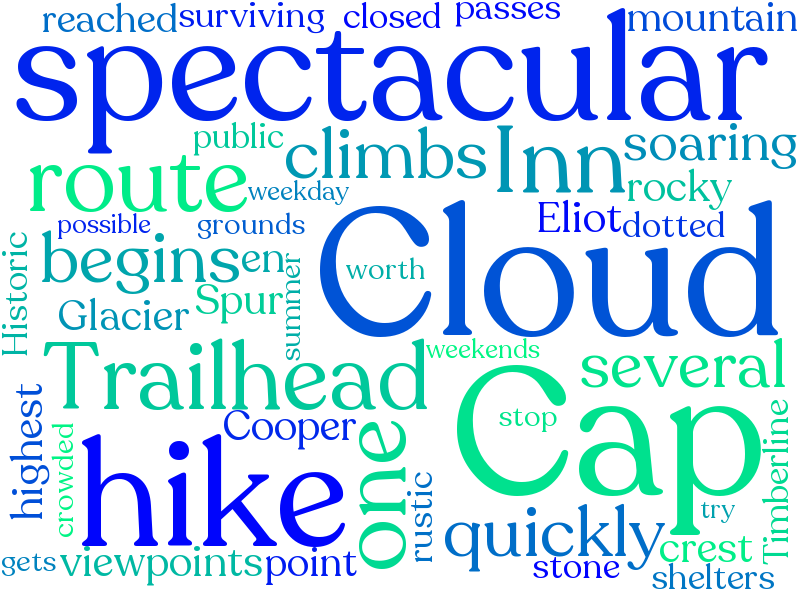 reached surviving closed passes mountain
spectacular
public climbs Inn soaring
route weekday rocky
possible grounds Eliot dotted
Cloud
begins en worth
Historic Glacier Spur summer
Trailhead weekends several
Cap
highest crowded Cooper stop
hike one rustic Timberline
quickly try
crest
gets viewpoints point stone shelters